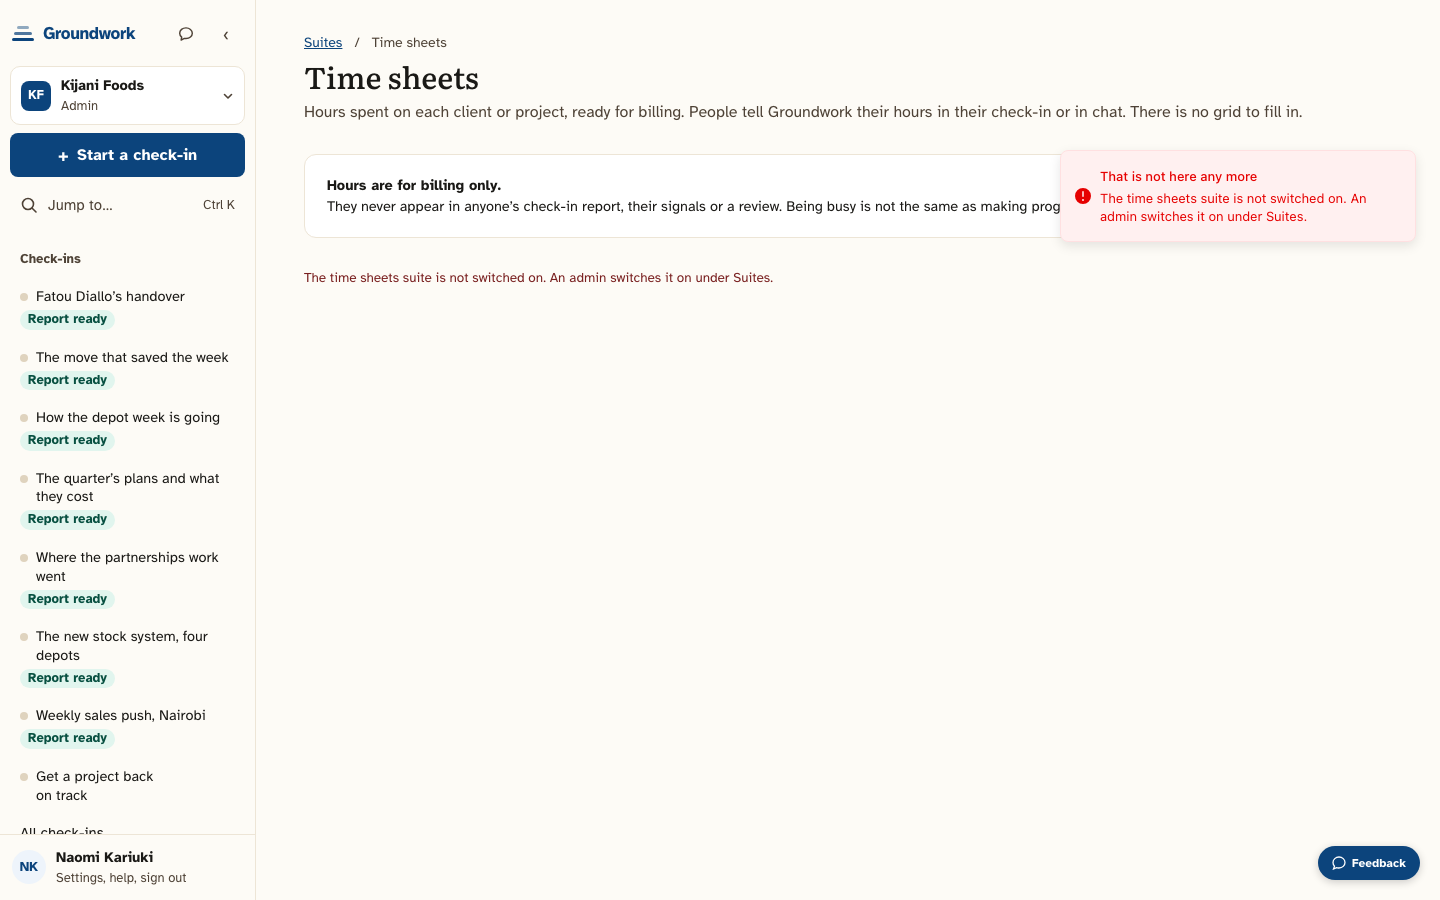 Groundwork
KF
Kijani Foods
Admin
+ Start a check-in
Jump to...
Ctrl K
Check-ins
Fatou Diallo’s handover
Report ready
The move that saved the week
Report ready
How the depot week is going
Report ready
The quarter’s plans and what
they cost
Report ready
Where the partnerships work
went
Report ready
The new stock system, four
depots
Report ready
Weekly sales push, Nairobi
Report ready
Get a project back
on track
All check-ins
NK
Naomi Kariuki
Settings, help, sign out
Suites / Time sheets
Time sheets
Hours spent on each client or project, ready for billing. People tell Groundwork their hours in their check-in or in chat. There is no grid to fill in.
Hours are for billing only.
They never appear in anyone’s check-in report, their signals or a review. Being busy is not the same as making prog
That is not here any more
The time sheets suite is not switched on. An
admin switches it on under Suites.
The time sheets suite is not switched on. An admin switches it on under Suites.
Feedback